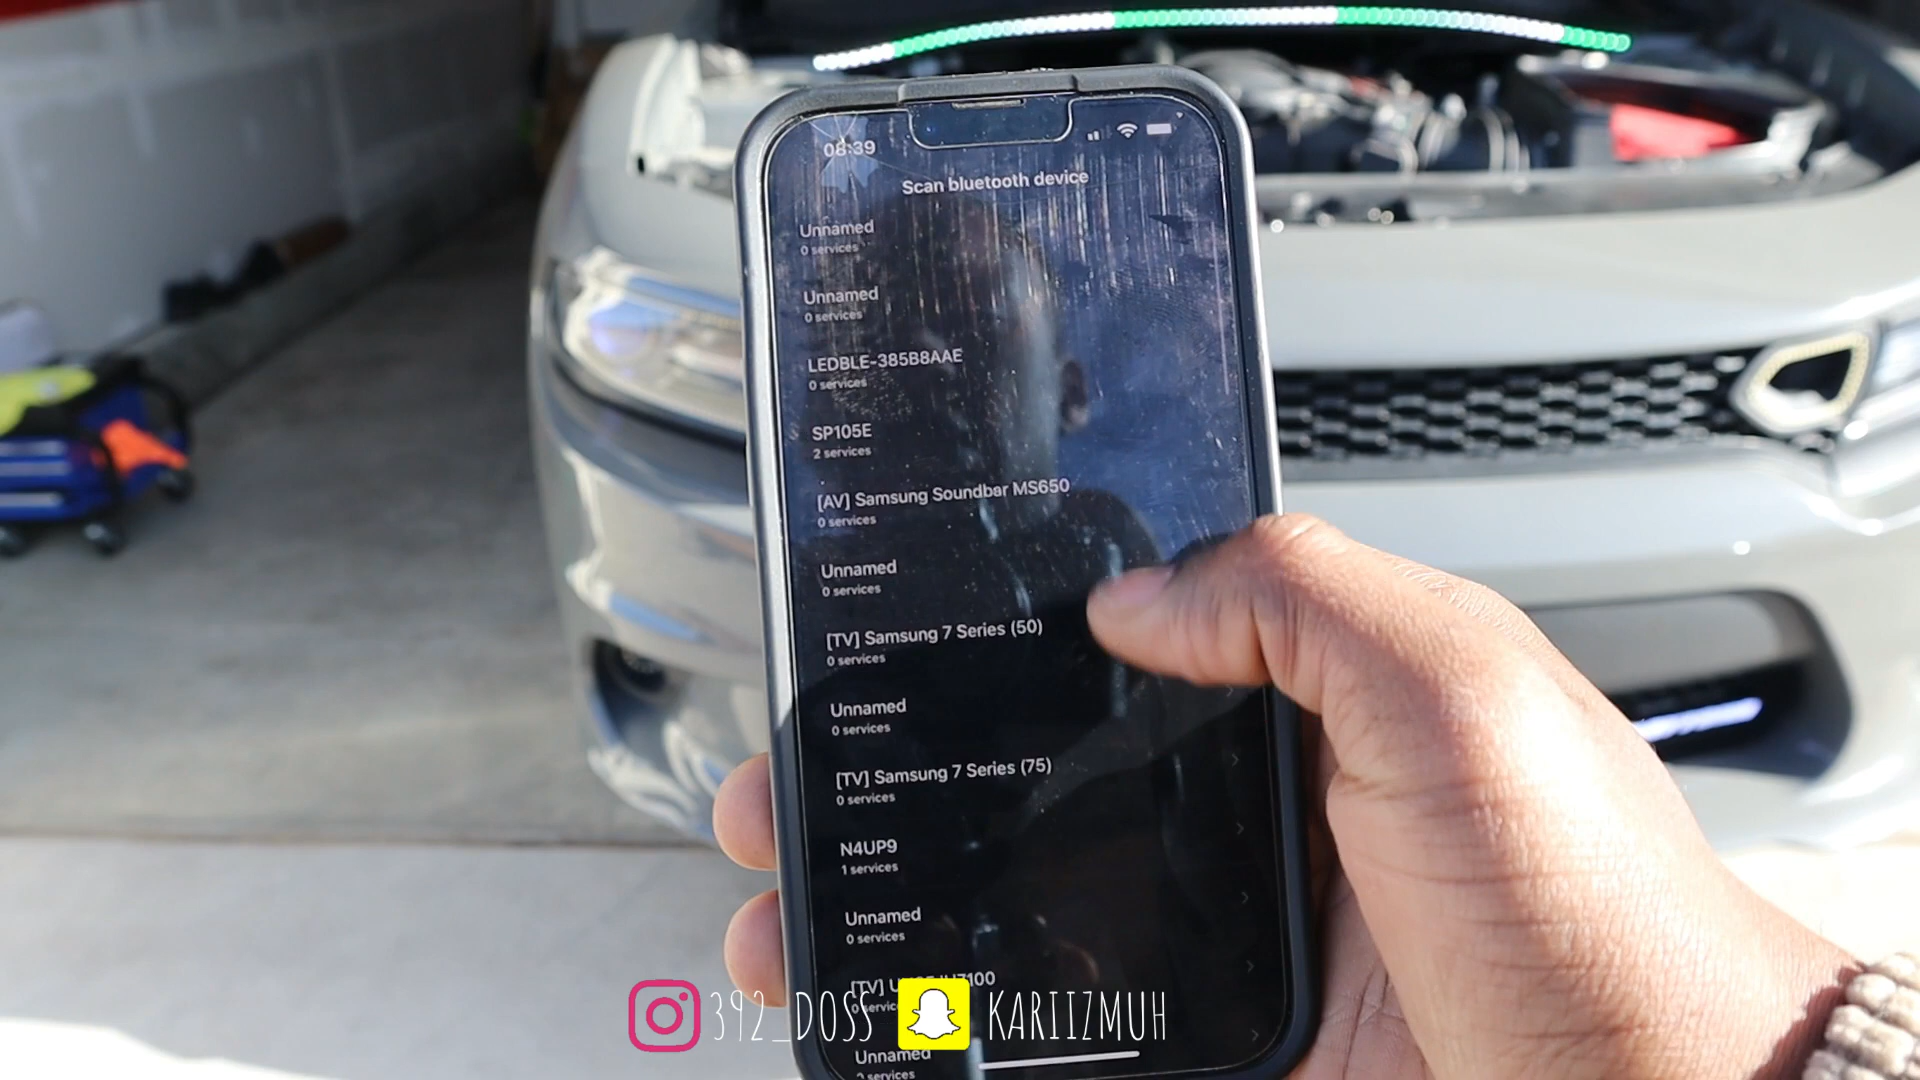 08:39
Scan bluetooth device
Unnamed
0 services
Unnamed
0 services
LEDBLE-385B8AAE
0 services
SP105E
2 services
[AV] Samsung Soundbar MS650
0 services
Unnamed
0 services
[TV] Samsung 7 Series (50)
0 services
Unnamed
0 services
[TV] Samsung 7 Series (75)
0 services
N4UP9
1 services
Unnamed
0 services
[TV]
392_DOSS KARIIZMUH
Unnamed
services